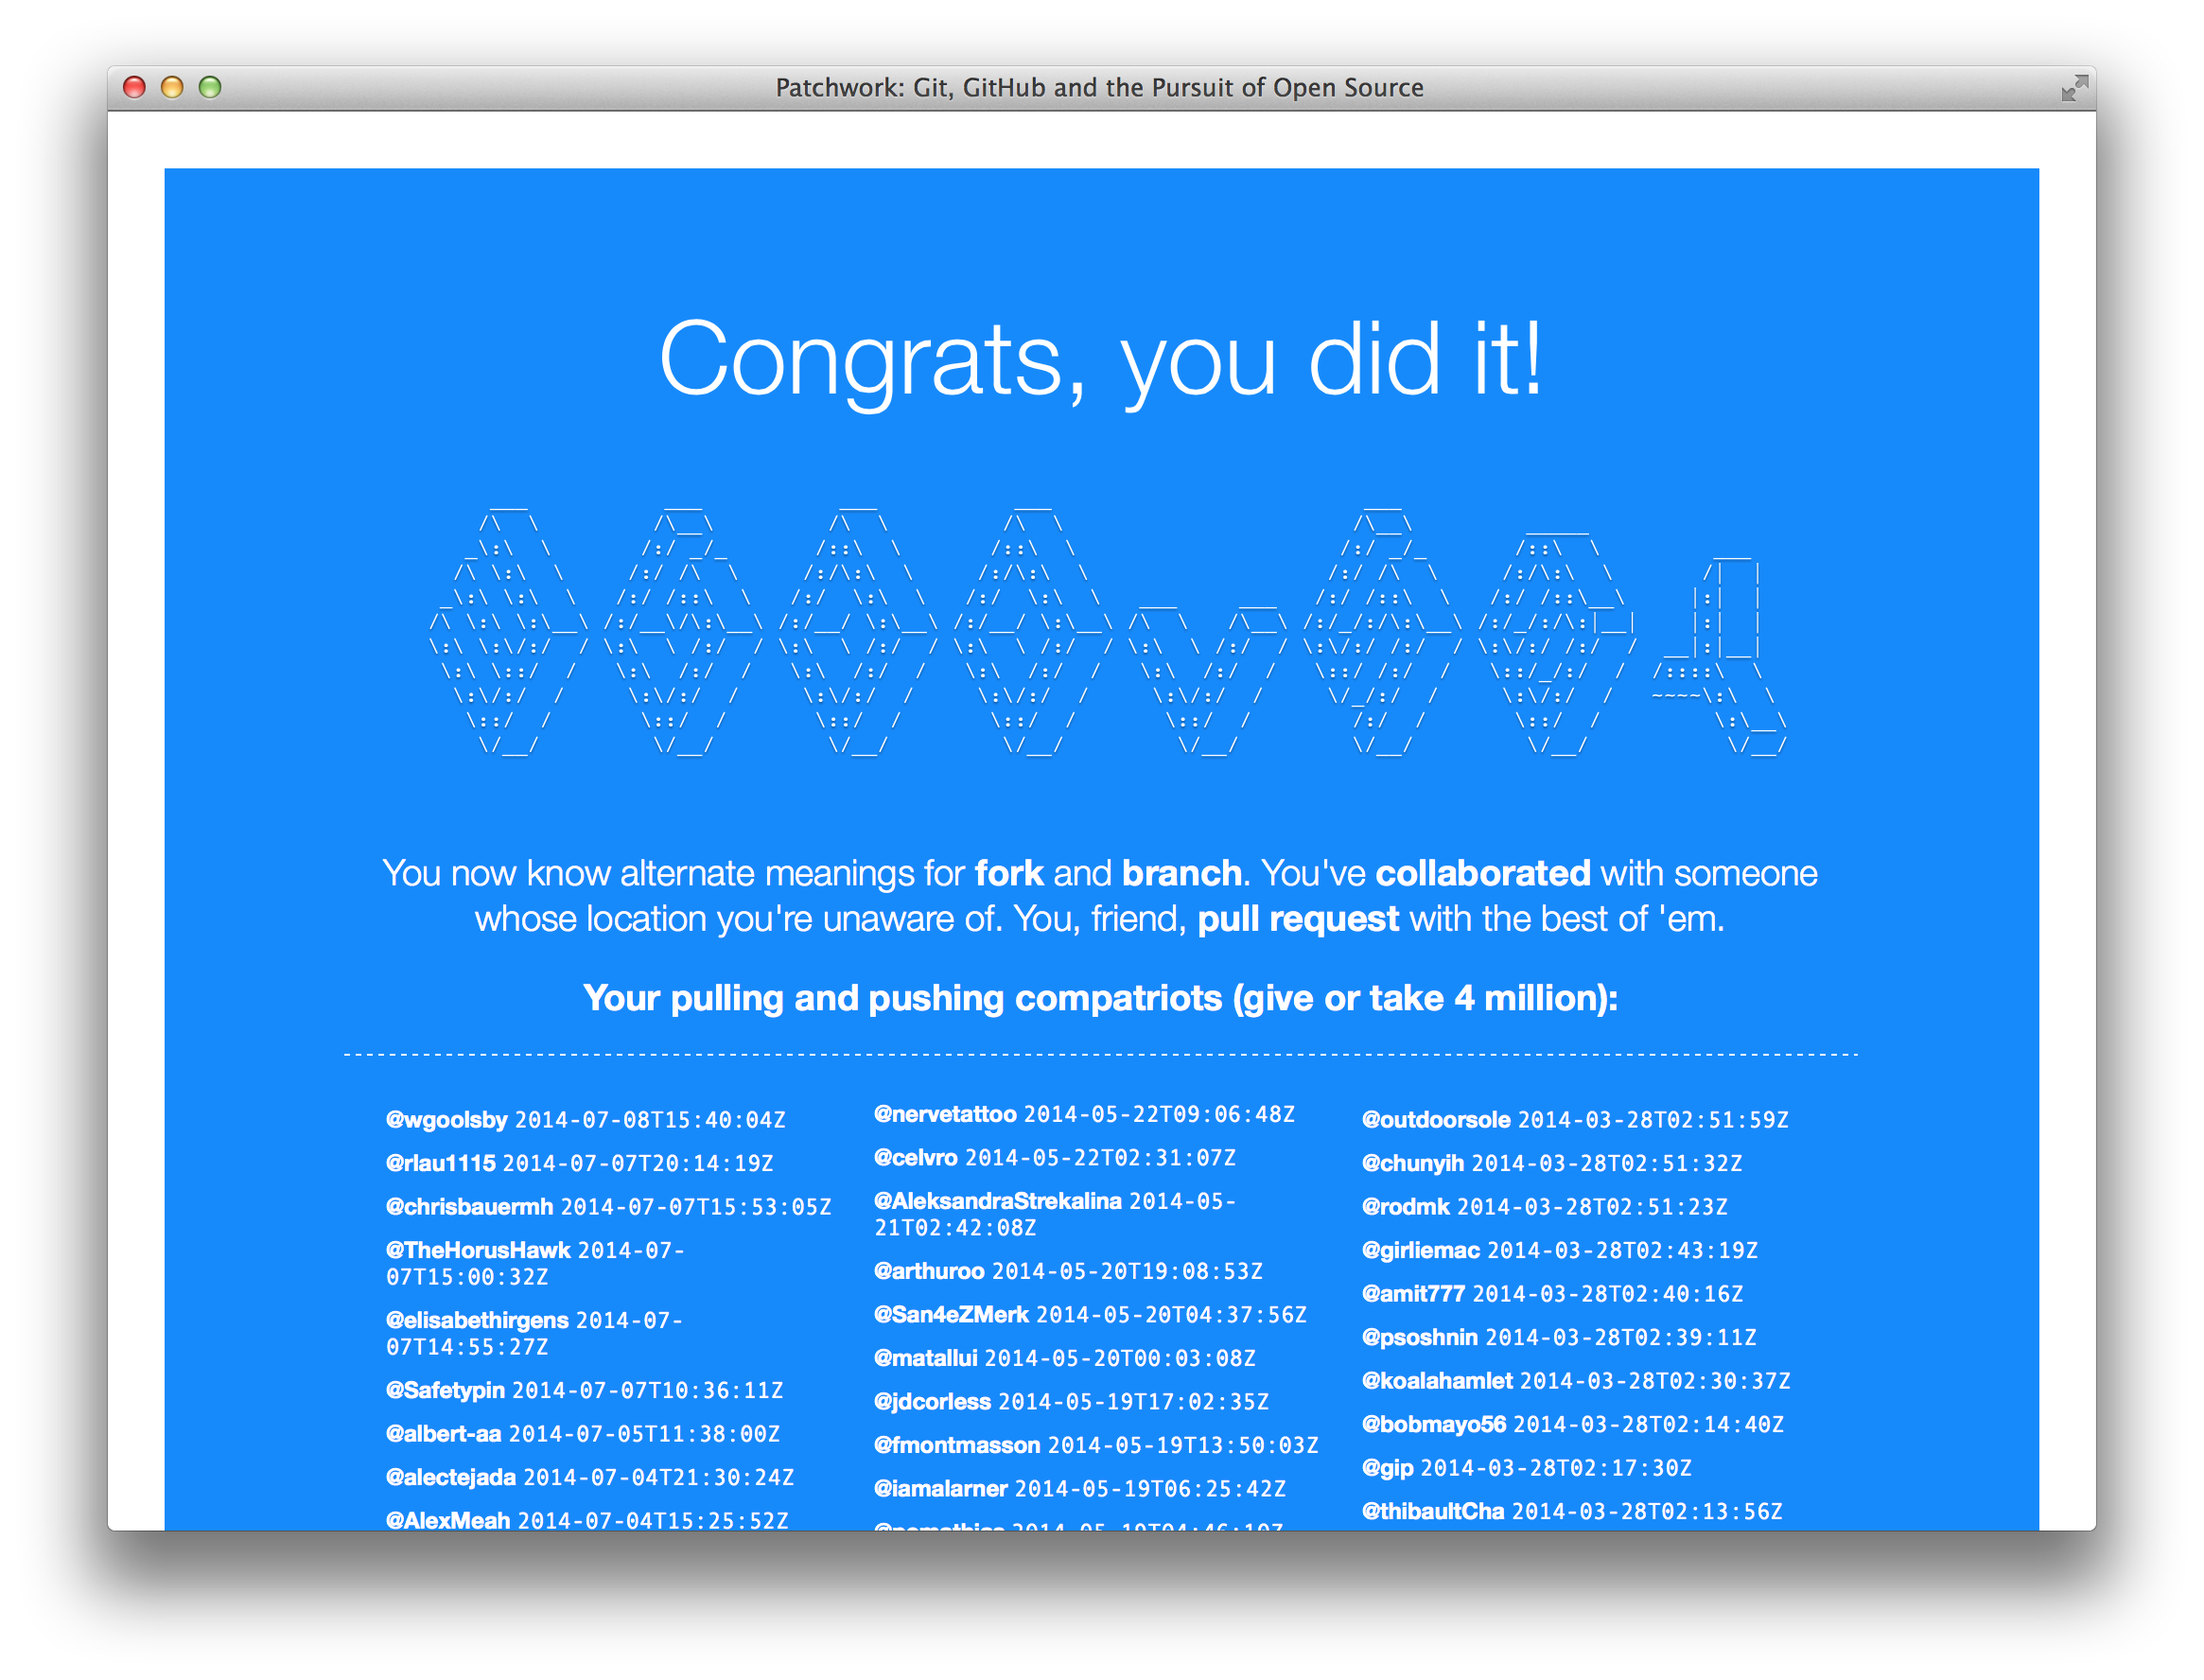 Patchwork: Git, GitHub and the Pursuit of Open Source
Congrats, you did it!
You now know alternate meanings for fork and branch. You've collaborated with someone
whose location you're unaware of. You, friend, pull request with the best of 'em.
Your pulling and pushing compatriots (give or take 4 million):
@wgoolsby 2014-07-08T15:40:04Z
@rlau1115 2014-07-07T20:14:19Z
@chrisbauermh 2014-07-07T15:53:05Z
@TheHorusHawk 2014-07-
07T15:00:32Z
@elisabethirgens 2014-07-
07T14:55:27Z
@Safetypin 2014-07-07T10:36:11Z
@albert-aa 2014-07-05T11:38:00Z
@alectejada 2014-07-04T21:30:24Z
@AlexMeah 2014-07-04T15:25:52Z
@nervetattoo 2014-05-22T09:06:48Z
@celvro 2014-05-22T02:31:07Z
@AleksandraStrekalina 2014-05-
21T02:42:08Z
@arthuroo 2014-05-20T19:08:53Z
@San4eZMerk 2014-05-20T04:37:56Z
@matallui 2014-05-20T00:03:08Z
@jdcorless 2014-05-19T17:02:35Z
@fmontmasson 2014-05-19T13:50:03Z
@iamalarner 2014-05-19T06:25:42Z
@outdoorsole 2014-03-28T02:51:59Z
@chunyih 2014-03-28T02:51:32Z
@rodmk 2014-03-28T02:51:23Z
@girliemac 2014-03-28T02:43:19Z
@amit777 2014-03-28T02:40:16Z
@psoshnin 2014-03-28T02:39:11Z
@koalahamlet 2014-03-28T02:30:37Z
@bobmayo56 2014-03-28T02:14:40Z
@gip 2014-03-28T02:17:30Z
@thibaultCha 2014-03-28T02:13:56Z